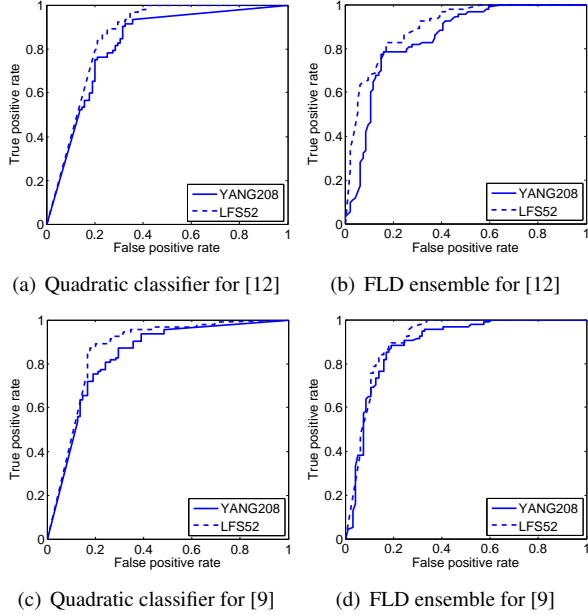 1
0.8
0.6
0.4
0.2
0
0.2 0.4 0.6 0.8 1
True positive rate
False positive rate
YANG208
LFS52
(a) Quadratic classifier for [12]
1
0.8
0.6
0.4
0.2
0
0 0.2 0.4 0.6 0.8 1
True positive rate
False positive rate
YANG208
LFS52
(b) FLD ensemble for [12]
1
0.8
0.6
0.4
0.2
0
0 0.2 0.4 0.6 0.8 1
True positive rate
False positive rate
YANG208
LFS52
(c) Quadratic classifier for [9]
1
0.8
0.6
0.4
0.2
0
0 0.2 0.4 0.6 0.8 1
True positive rate
False positive rate
YANG208
LFS52
(d) FLD ensemble for [9]